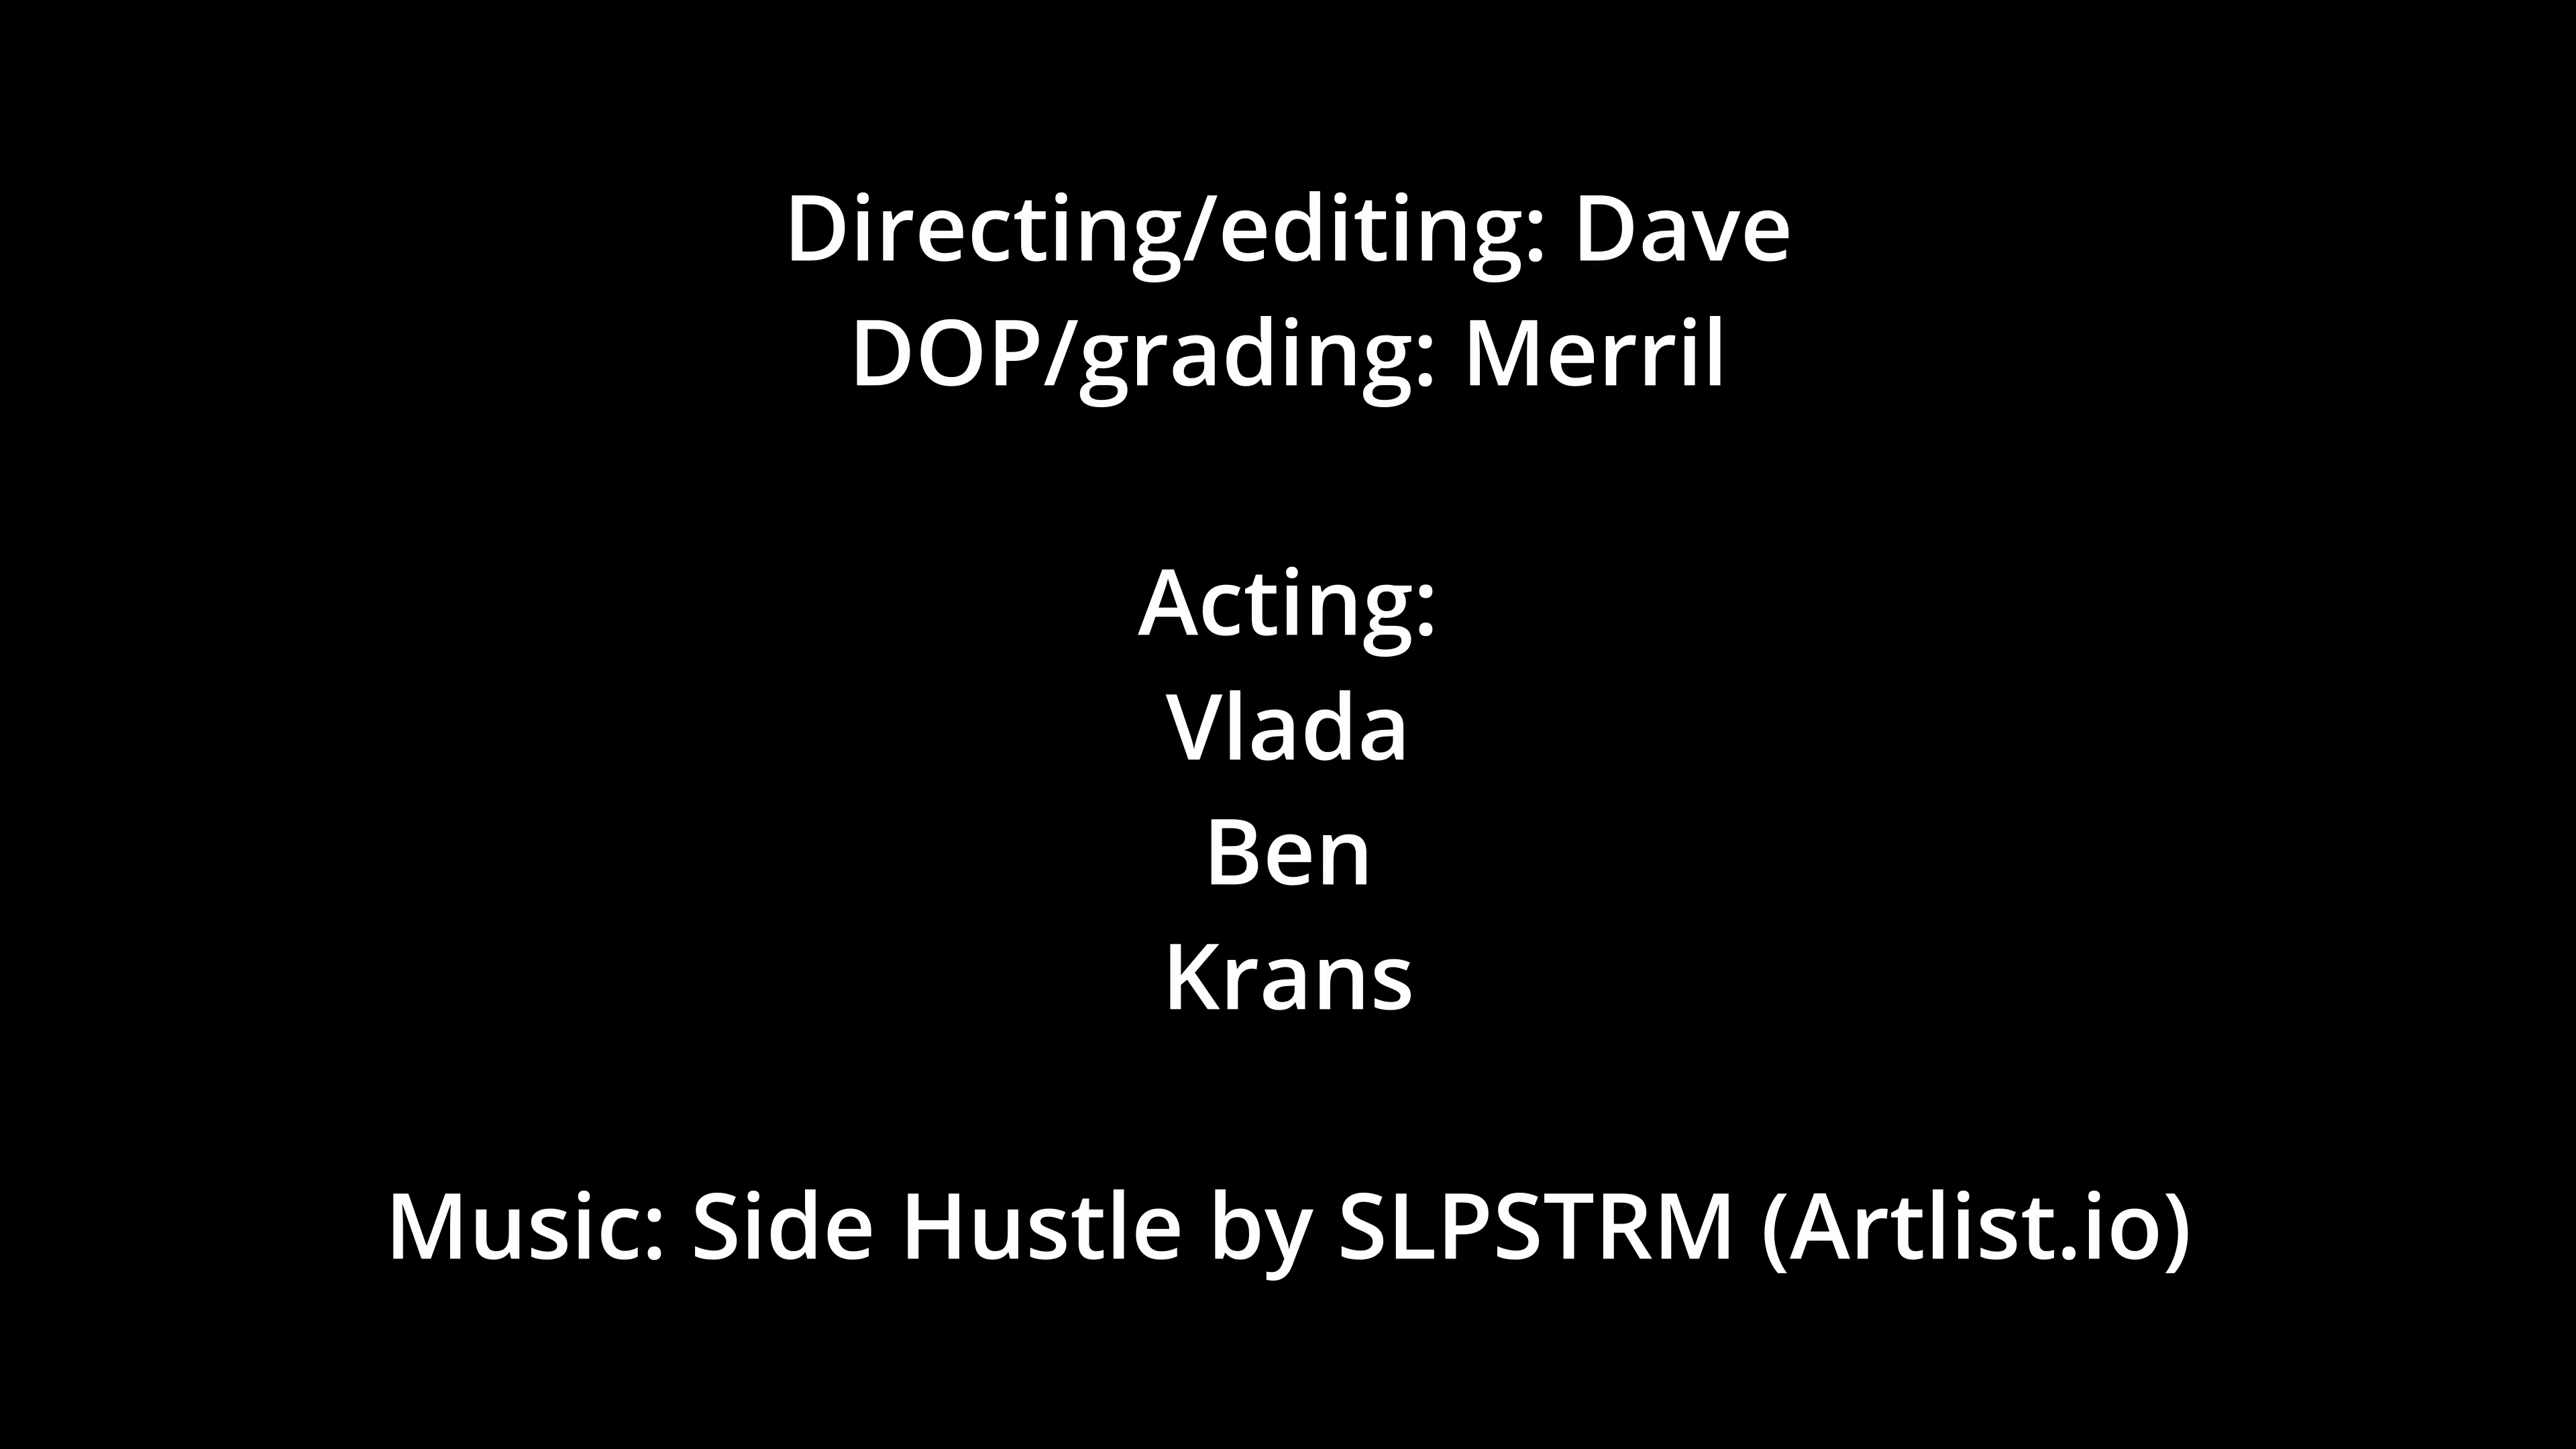 Directing/editing: Dave
DOP/grading: Merril
Acting:
Vlada
Ben
Krans
Music: Side Hustle by SLPSTRM (Artlist.io)